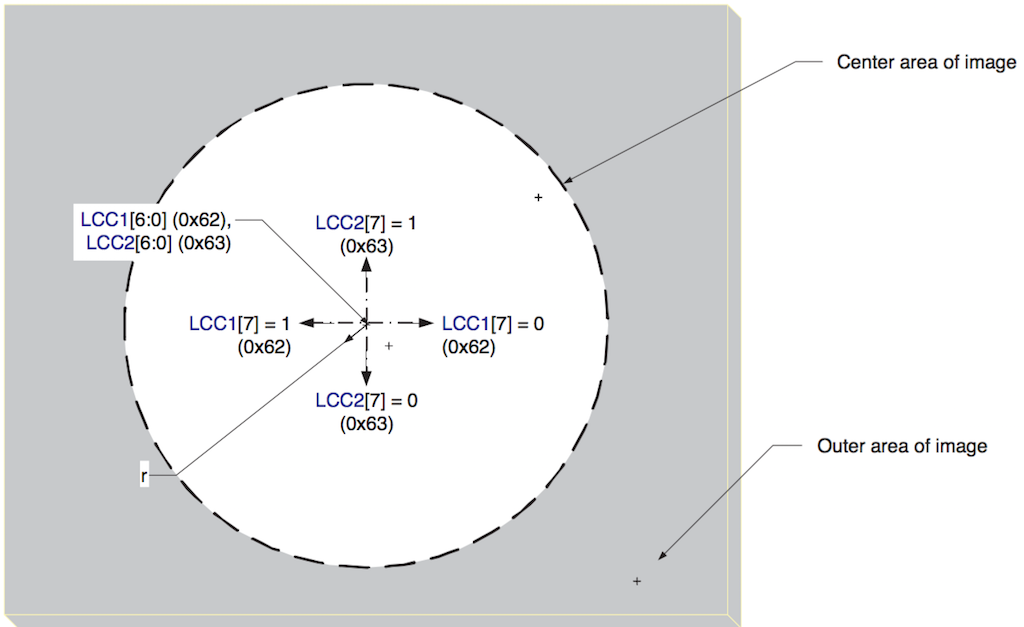 Center area of image
LCC1[6:0] (0x62),
LCC2[6:0] (0x63)
LCC2[7] = 1
(0x63)
LCC1[7] = 1
(0x62)
LCC1[7] = 0
(0x62)
LCC2[7] = 0
(0x63)
Outer area of image
r